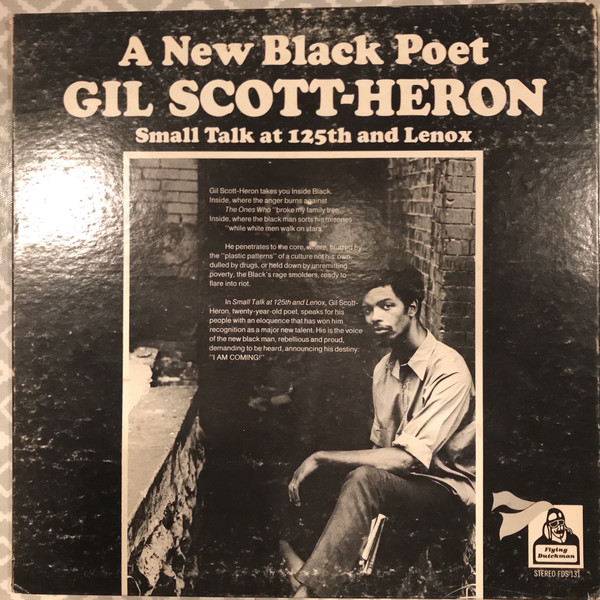 A New Black Poet
GIL SCOTT-HERON
Small Talk at 125th and Lenox
Gil Scott-Heron takes you Inside Black.
Inside, where the anger burns against
The Ones Who "broke my family tree.
Inside, where the black man sorts his miseries
"while white men walk on stars."
He penetrates to the core, where, blurred by
the "plastic patterns" of a culture not his own,
dulled by drugs, or held down by unremitting
poverty, the Black's rage smolders, ready to
flare into riot.
In Small Talk at 125th and Lenox, Gil Scott-
Heron, twenty-year-old poet, speaks for his
people with an eloquence that has won him
recognition as a major new talent. His is the voice
of the new black man, rebellious and proud,
demanding to be heard, announcing his destiny:
"I AM COMING!"
Flying
Dutchman
STEREO FDS 131